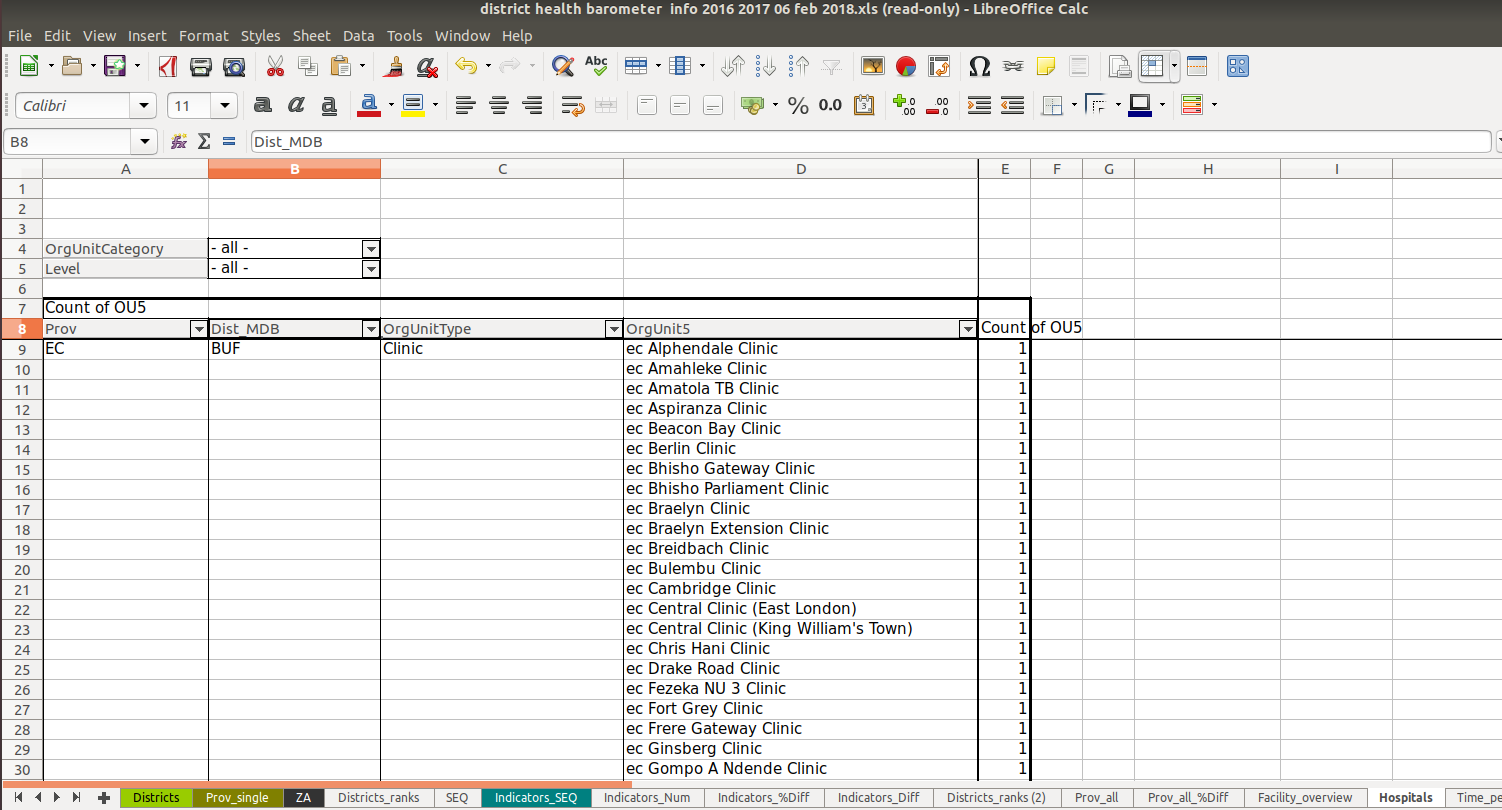 district health barometer  info 2016 2017 06 feb 2018.xls (read-only) - LibreOffice Calc
File Edit View Insert Format Styles Sheet Data Tools Window Help
Abc
Calibri 11 a a a a % 0.0
B8 Σ = Dist_MDB
A B C D E F G H I
1
2
3
4 OrgUnitCategory - all -
5 Level - all -
6
7 Count of OU5
8 Prov Dist_MDB OrgUnitType OrgUnit5 Count of OU5
9 EC BUF Clinic ec Alphendale Clinic 1
10 ec Amahleke Clinic 1
11 ec Amatola TB Clinic 1
12 ec Aspiranza Clinic 1
13 ec Beacon Bay Clinic 1
14 ec Berlin Clinic 1
15 ec Bhisho Gateway Clinic 1
16 ec Bhisho Parliament Clinic 1
17 ec Braelyn Clinic 1
18 ec Braelyn Extension Clinic 1
19 ec Breidbach Clinic 1
20 ec Bulembu Clinic 1
21 ec Cambridge Clinic 1
22 ec Central Clinic (East London) 1
23 ec Central Clinic (King William's Town) 1
24 ec Chris Hani Clinic 1
25 ec Drake Road Clinic 1
26 ec Fezeka NU 3 Clinic 1
27 ec Fort Grey Clinic 1
28 ec Frere Gateway Clinic 1
29 ec Ginsberg Clinic 1
30 ec Gompo A Ndende Clinic 1
Districts Prov_single ZA Districts_ranks SEQ Indicators_SEQ Indicators_Num Indicators_%Diff Indicators_Diff Districts_ranks (2) Prov_all Prov_all_%Diff Facility_overview Hospitals Time_pe